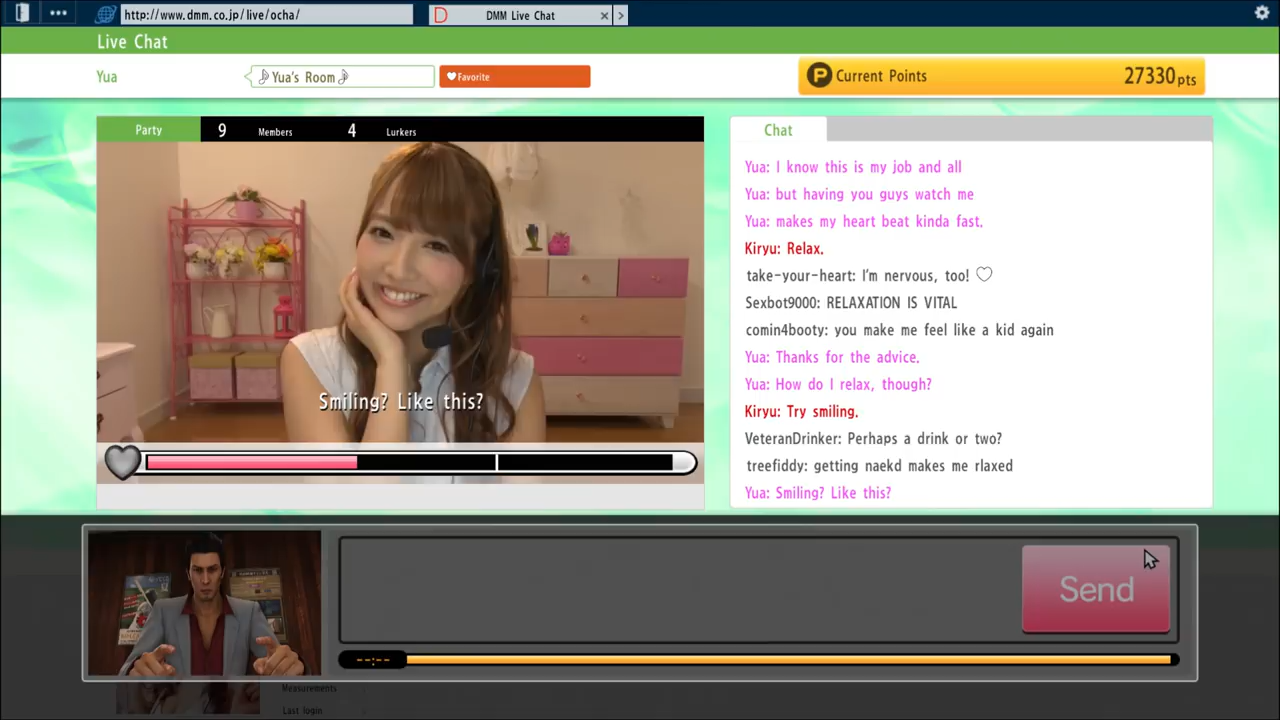 http://www.dmm.co.jp/live/ocha/
DMM Live Chat
Live Chat
Yua
Yua's Room
Favorite
P Current Points 27330pts
Party 9 Members 4 Lurkers
Smiling? Like this?
Chat
Yua: I know this is my job and all
Yua: but having you guys watch me
Yua: makes my heart beat kinda fast.
Kiryu: Relax.
take-your-heart: I'm nervous, too! ♡
Sexbot9000: RELAXATION IS VITAL
comin4booty: you make me feel like a kid again
Yua: Thanks for the advice.
Yua: How do I relax, though?
Kiryu: Try smiling.
VeteranDrinker: Perhaps a drink or two?
treefiddy: getting naekd makes me rlaxed
Yua: Smiling? Like this?
Send
--:--
Measurements
Last login